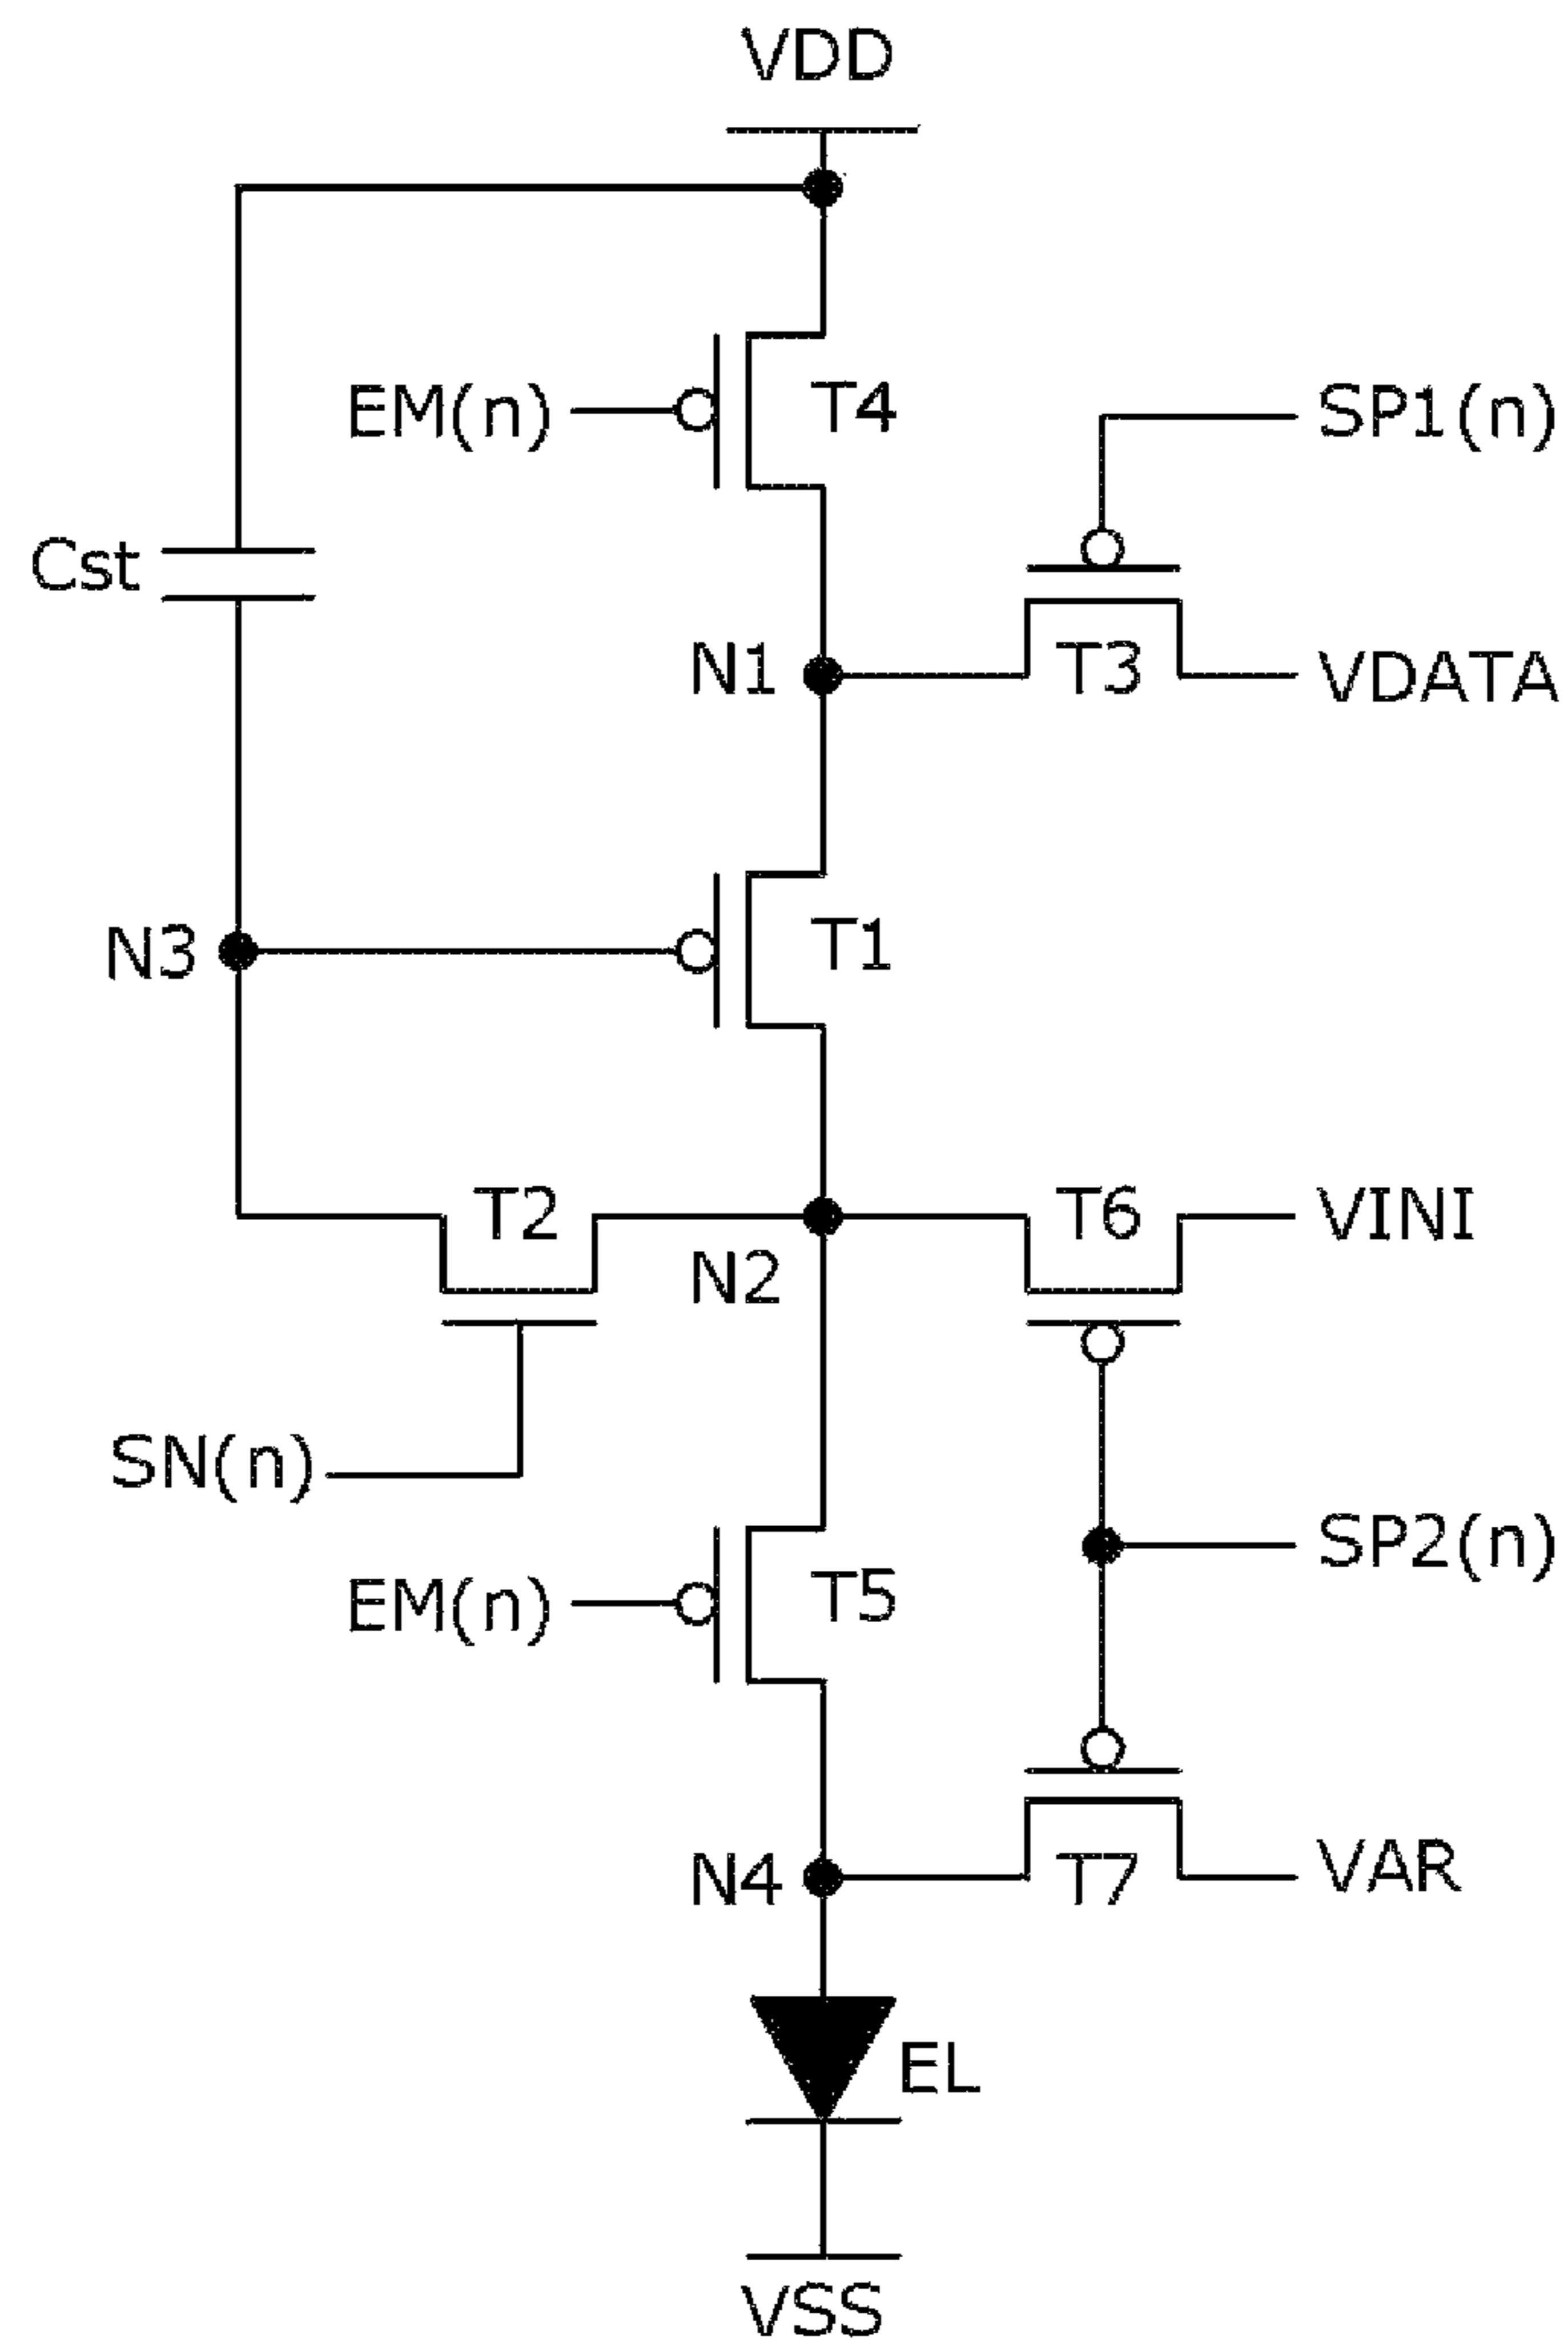 VDD
EM(n)
T4
SP1(n)
Cst
N1
T3
VDATA
N3
T1
T2
T6
VINI
N2
SN(n)
SP2(n)
EM(n)
T5
N4
T7
VAR
EL
VSS